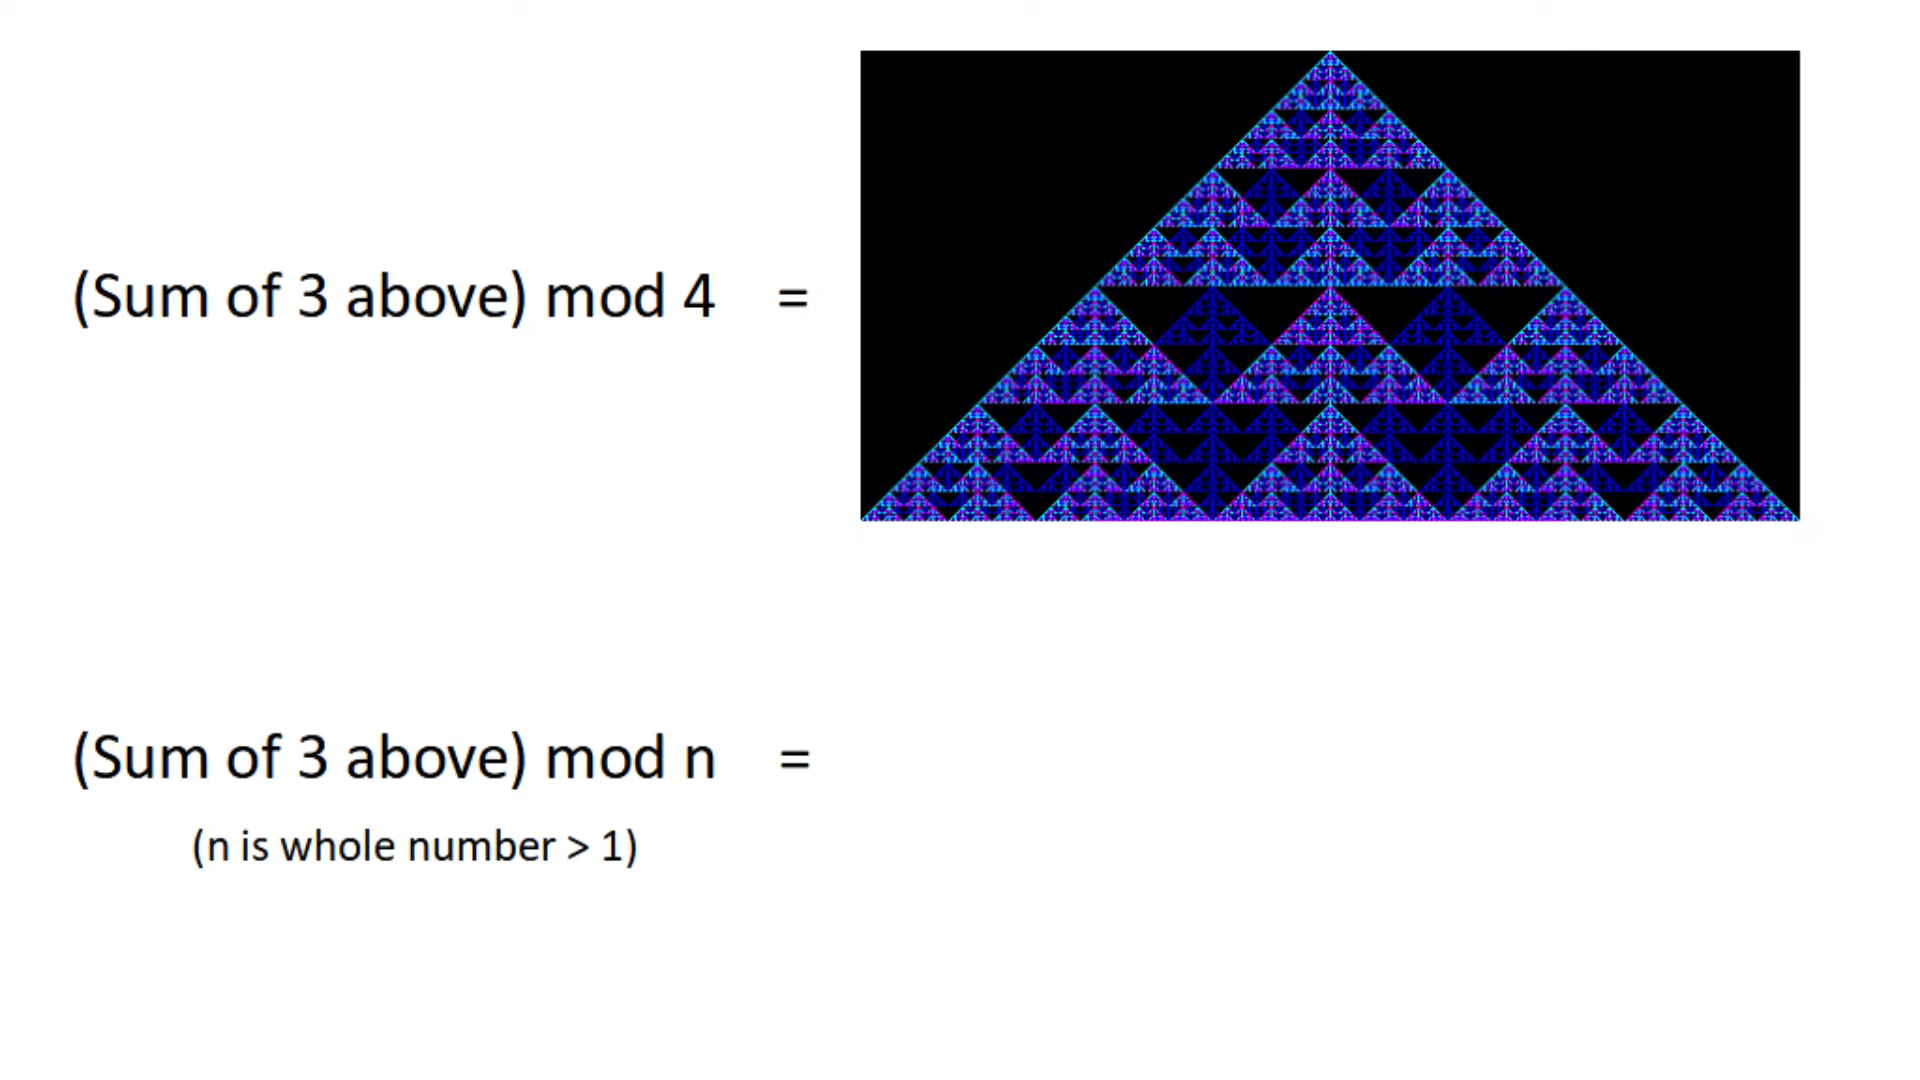 (Sum of 3 above) mod 4 =
(Sum of 3 above) mod n =
(n is whole number > 1)